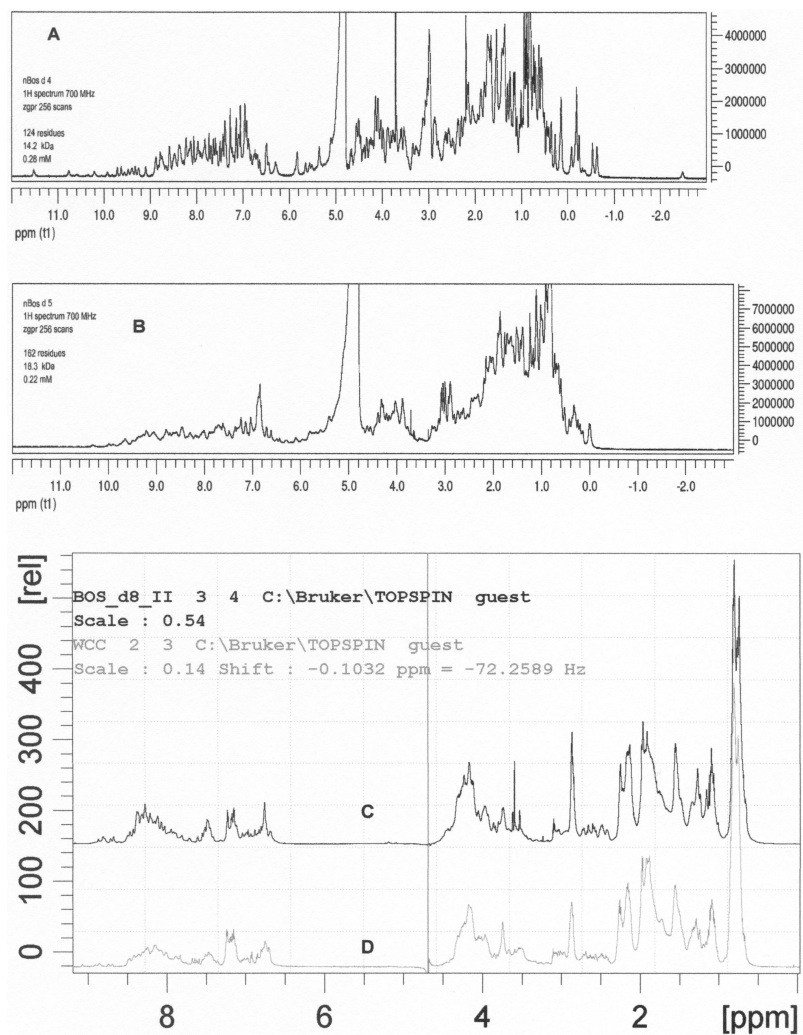 A
nBos d 4
1H spectrum 700 MHz
zgpr 256 scans
124 residues
14.2 kDa
0.28 mM
4000000
3000000
2000000
1000000
0
11.0 10.0 9.0 8.0 7.0 6.0 5.0 4.0 3.0 2.0 1.0 0.0 -1.0 -2.0
ppm (t1)
nBos d 5
1H spectrum 700 MHz
zgpr 256 scans
B
162 residues
18.3 kDa
0.22 mM
7000000
6000000
5000000
4000000
3000000
2000000
1000000
0
11.0 10.0 9.0 8.0 7.0 6.0 5.0 4.0 3.0 2.0 1.0 0.0 -1.0 -2.0
ppm (t1)
[rel]
BOS_d8_II 3 4 C:\Bruker\TOPSPIN guest
Scale : 0.54
WCC 2 3 C:\Bruker\TOPSPIN guest
Scale : 0.14 Shift : -0.1032 ppm = -72.2589 Hz
400
300
200
100
0
C
D
8 6 4 2 [ppm]